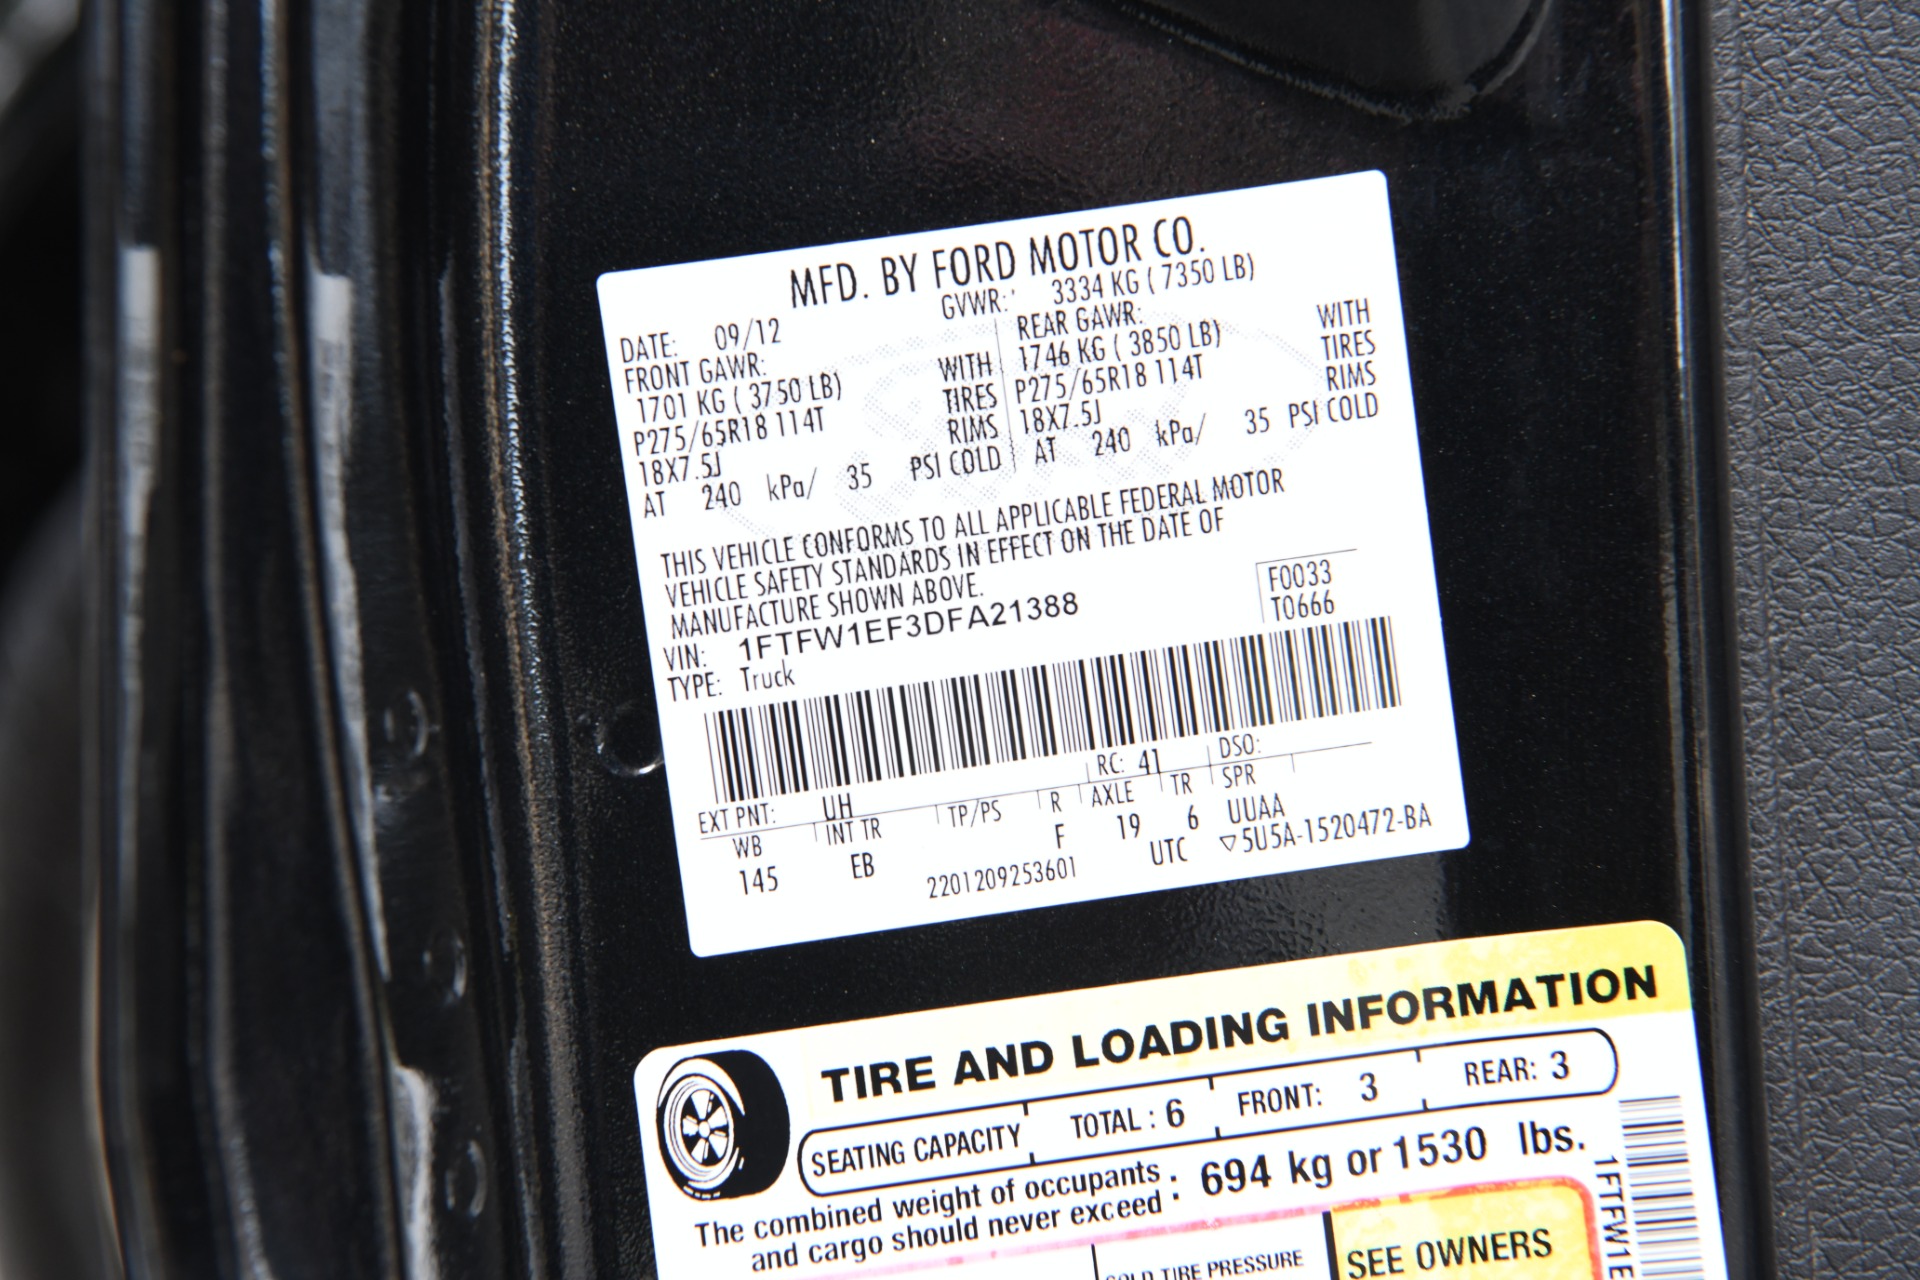 MFD. BY FORD MOTOR CO.
DATE: 09/12 GVWR: 3334 KG ( 7350 LB)
FRONT GAWR: REAR GAWR:
1701 KG ( 3750 LB) WITH 1746 KG ( 3850 LB) WITH
P275/65R18 114T TIRES P275/65R18 114T TIRES
18X7.5J RIMS 18X7.5J RIMS
AT 240 kPa/ 35 PSI COLD AT 240 kPa/ 35 PSI COLD
THIS VEHICLE CONFORMS TO ALL APPLICABLE FEDERAL MOTOR
VEHICLE SAFETY STANDARDS IN EFFECT ON THE DATE OF
MANUFACTURE SHOWN ABOVE.
F0033
VIN: 1FTFW1EF3DFA21388 T0666
TYPE: Truck
RC: 41 DSO:
EXT PNT: UH
WB INT TR TP/PS R AXLE TR SPR
145 EB F 19 6 UUAA
2201209253601 UTC ▽5U5A-1520472-BA
TIRE AND LOADING INFORMATION
SEATING CAPACITY TOTAL : 6 FRONT: 3 REAR: 3
The combined weight of occupants : 694 kg or 1530 lbs.
and cargo should never exceed :
COLD TIRE PRESSURE SEE OWNERS
1FTFW1E